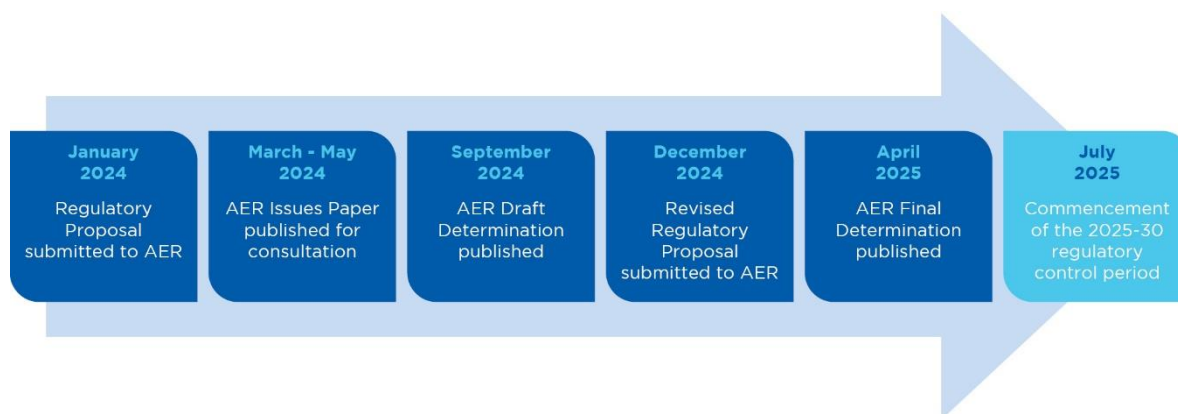 January
2024
Regulatory
Proposal
submitted to AER
March - May
2024
AER Issues Paper
published for
consultation
September
2024
AER Draft
Determination
published
December
2024
Revised
Regulatory
Proposal
submitted to AER
April
2025
AER Final
Determination
published
July
2025
Commencement
of the 2025-30
regulatory
control period